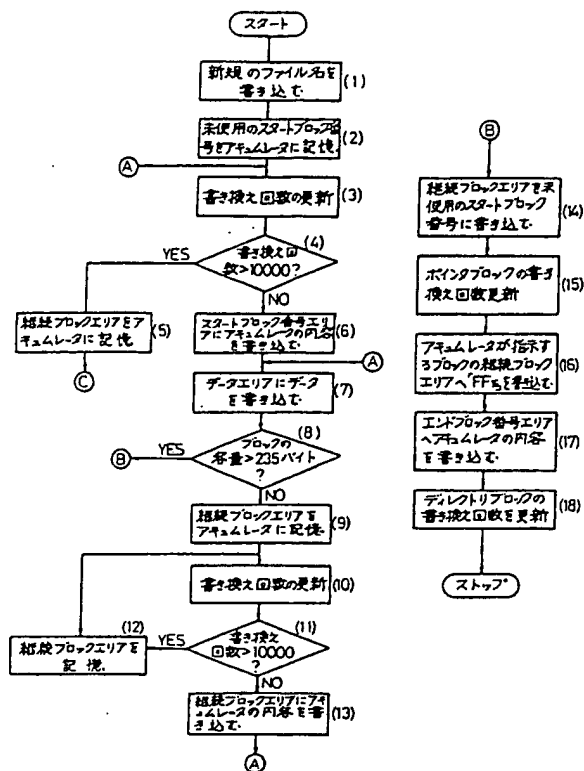 スタート
新規のファイル名を
書き込む.
(1)
未使用のスタートブロック番
号をアキュムレータに記憶.
(2)
A
書き換え回数の更新
(3)
(4)
書き換え回
数>10000?
YES
NO
継続ブロックエリアをア
キュムレータに記憶.
(5)
C
スタートブロック番号エリ
アにアキュムレータの内容
を書き込む.
(6)
A
データエリアにデータ
を書き込む.
(7)
(8)
ブロックの
容量>235バイト
?
YES
B
NO
継続ブロックエリアを
アキュムレータに記憶.
(9)
書き換え回数の更新
(10)
(11)
書き換え
回数>10000
?
YES
NO
(12)
継続ブロックエリアを
記憶.
継続ブロックエリアにアキ
ュムレータの内容を書き
込む.
(13)
A
B
継続ブロックエリアを未
使用のスタートブロック
番号に書き込む.
(14)
ポインタブロックの書き
換え回数更新
(15)
アキュムレータが指示す
るブロックの継続ブロック
(16)
エンドブロック番号エリア
へアキュムレータの内容
を書き込む.
(17)
ディレクトリブロックの
書き換え回数を更新
(18)
ストップ